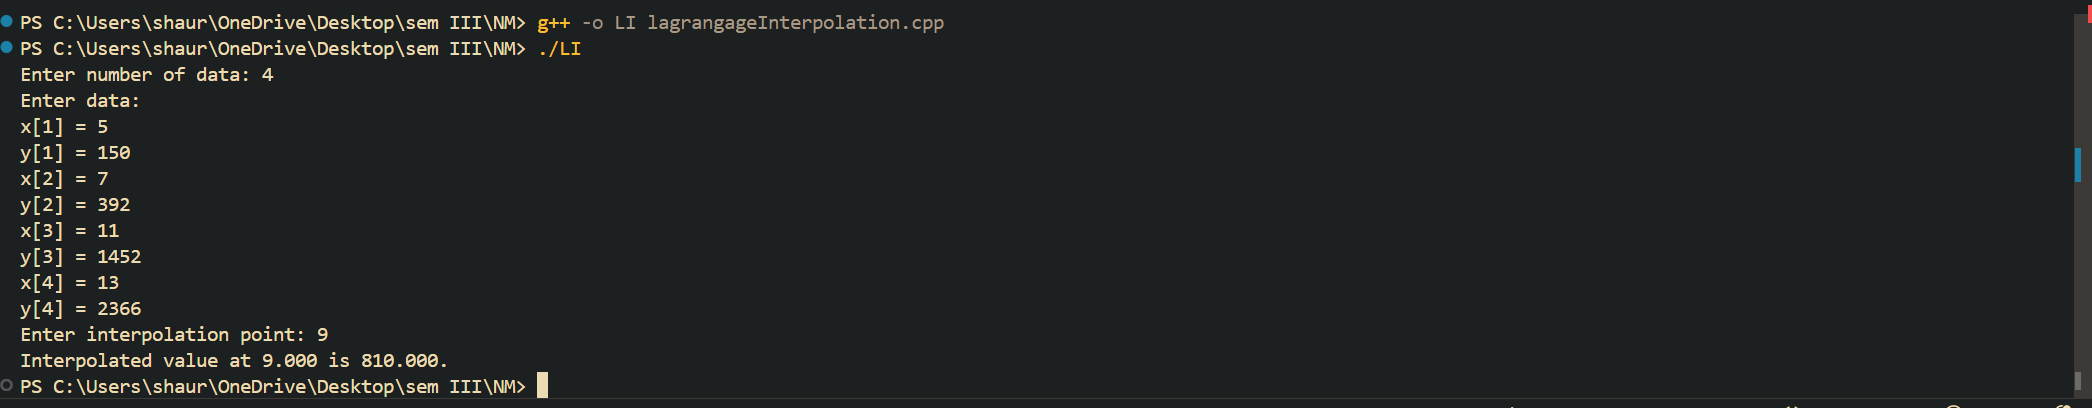 PS C:\Users\shaur\OneDrive\Desktop\sem III\NM> g++ -o LI lagrangageInterpolation.cpp
PS C:\Users\shaur\OneDrive\Desktop\sem III\NM> ./LI
Enter number of data: 4
Enter data:
x[1] = 5
y[1] = 150
x[2] = 7
y[2] = 392
x[3] = 11
y[3] = 1452
x[4] = 13
y[4] = 2366
Enter interpolation point: 9
Interpolated value at 9.000 is 810.000.
PS C:\Users\shaur\OneDrive\Desktop\sem III\NM>